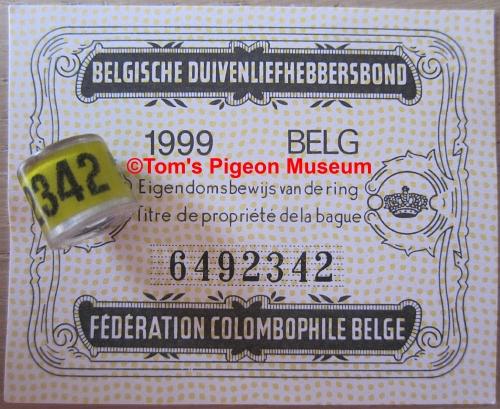 BELGISCHE DUIVENLIEFHEBBERSBOND
1999 BELG
©Tom's Pigeon Museum
342
Eigendomsbewijs van de ring
Titre de propriété de la bague
6492342
FÉDÉRATION COLOMBOPHILE BELGE